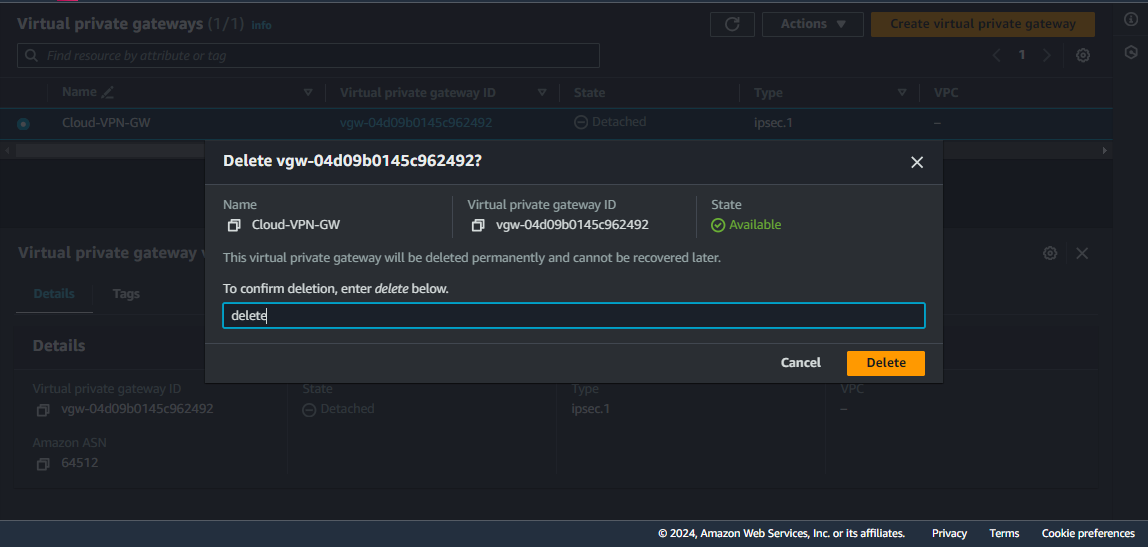 Virtual private gateways (1/1) Info
Actions
Create virtual private gateway
Find resource by attribute or tag
1
Name Virtual private gateway ID State Type VPC
Cloud-VPN-GW vgw-04d09b0145c962492 Detached ipsec.1 –
Delete vgw-04d09b0145c962492?
Name Virtual private gateway ID State
Cloud-VPN-GW vgw-04d09b0145c962492 Available
This virtual private gateway will be deleted permanently and cannot be recovered later.
To confirm deletion, enter delete below.
delete
Cancel Delete
Virtual private gateway
Details Tags
Details
Virtual private gateway ID State Type VPC
vgw-04d09b0145c962492 Detached ipsec.1 –
Amazon ASN
64512
© 2024, Amazon Web Services, Inc. or its affiliates. Privacy Terms Cookie preferences